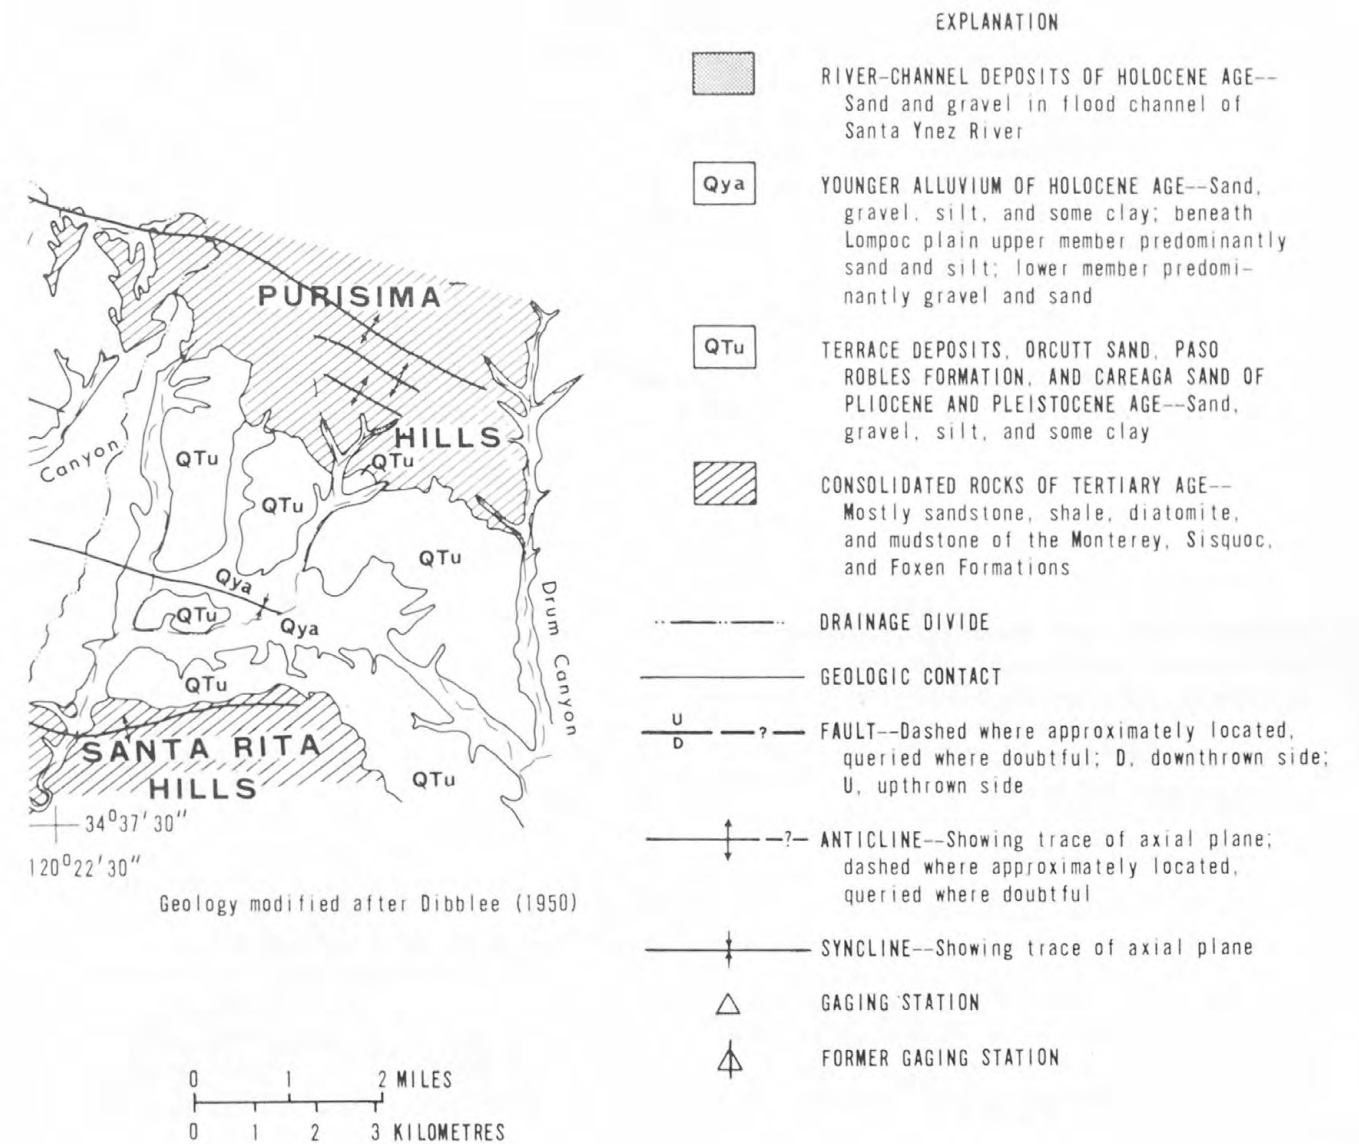 EXPLANATION
RIVER-CHANNEL DEPOSITS OF HOLOCENE AGE--
Sand and gravel in flood channel of
Santa Ynez River
Qya
YOUNGER ALLUVIUM OF HOLOCENE AGE--Sand,
gravel, silt, and some clay; beneath
Lompoc plain upper member predominantly
sand and silt; lower member predomi-
nantly gravel and sand
QTu
TERRACE DEPOSITS, ORCUTT SAND, PASO
ROBLES FORMATION, AND CAREAGA SAND OF
PLIOCENE AND PLEISTOCENE AGE--Sand,
gravel, silt, and some clay
CONSOLIDATED ROCKS OF TERTIARY AGE--
Mostly sandstone, shale, diatomite,
and mudstone of the Monterey, Sisquoc,
and Foxen Formations
DRAINAGE DIVIDE
GEOLOGIC CONTACT
U
D
?
FAULT--Dashed where approximately located,
queried where doubtful; D, downthrown side;
U, upthrown side
?
ANTICLINE--Showing trace of axial plane;
dashed where approximately located,
queried where doubtful
SYNCLINE--Showing trace of axial plane
GAGING STATION
FORMER GAGING STATION
PURISIMA
HILLS
Canyon
QTu
QTu
QTu
QTu
Qya
QTu
Qya
Drum Canyon
QTu
SANTA RITA
HILLS
QTu
34°37'30"
120°22'30"
Geology modified after Dibblee (1950)
0 1 2 MILES
0 1 2 3 KILOMETRES